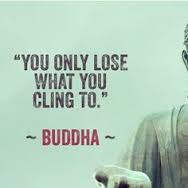 “YOU ONLY LOSE
WHAT YOU
CLING TO.”
~ BUDDHA ~